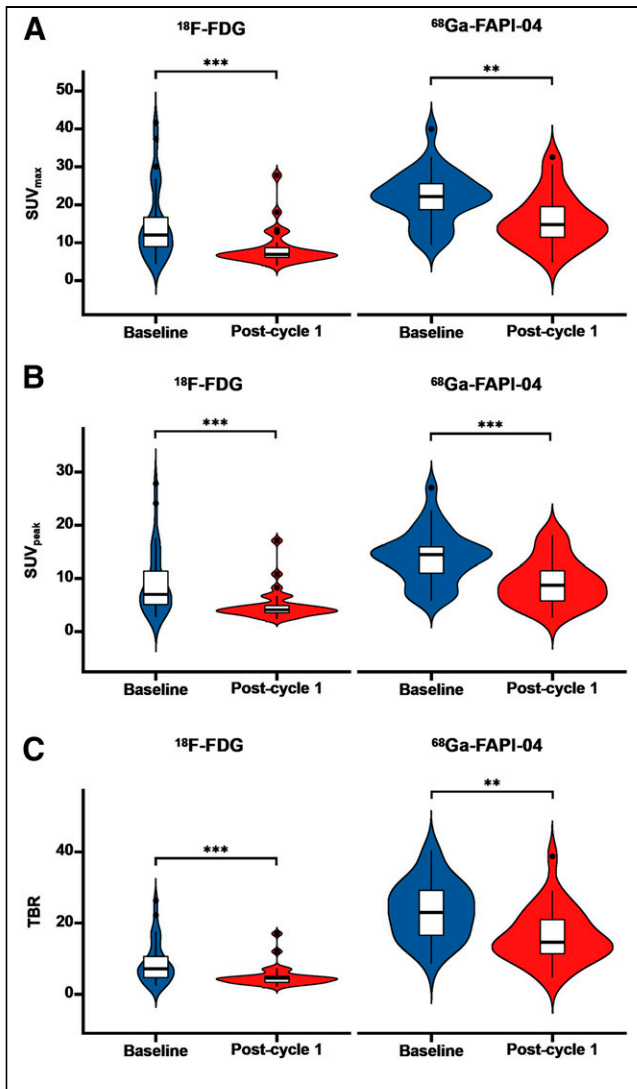 A
¹⁸F-FDG
⁶⁸Ga-FAPI-04
***
**
50
40
30
20
10
0
SUVmax
Baseline
Post-cycle 1
Baseline
Post-cycle 1
B
¹⁸F-FDG
⁶⁸Ga-FAPI-04
***
***
30
20
10
0
SUVpeak
Baseline
Post-cycle 1
Baseline
Post-cycle 1
C
¹⁸F-FDG
⁶⁸Ga-FAPI-04
***
**
40
20
0
TBR
Baseline
Post-cycle 1
Baseline
Post-cycle 1